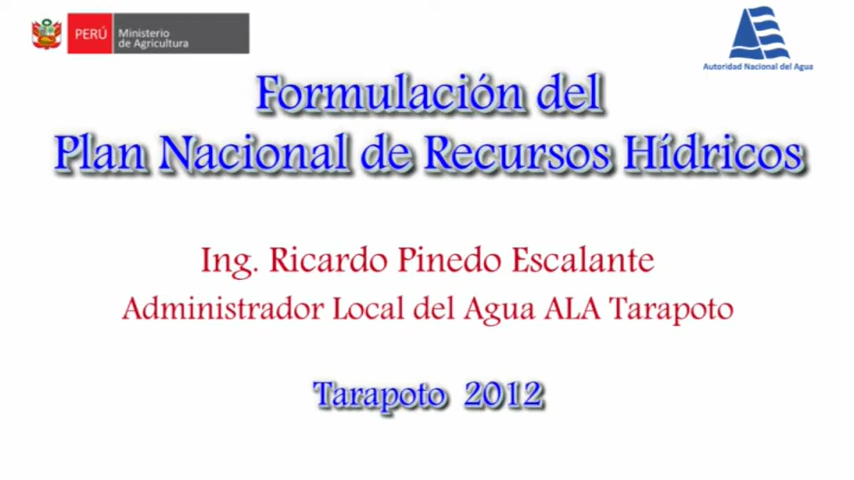 PERÚ
Ministerio
de Agricultura
Autoridad Nacional del Agua
Formulación del
Plan Nacional de Recursos Hídricos
Ing. Ricardo Pinedo Escalante
Administrador Local del Agua ALA Tarapoto
Tarapoto 2012